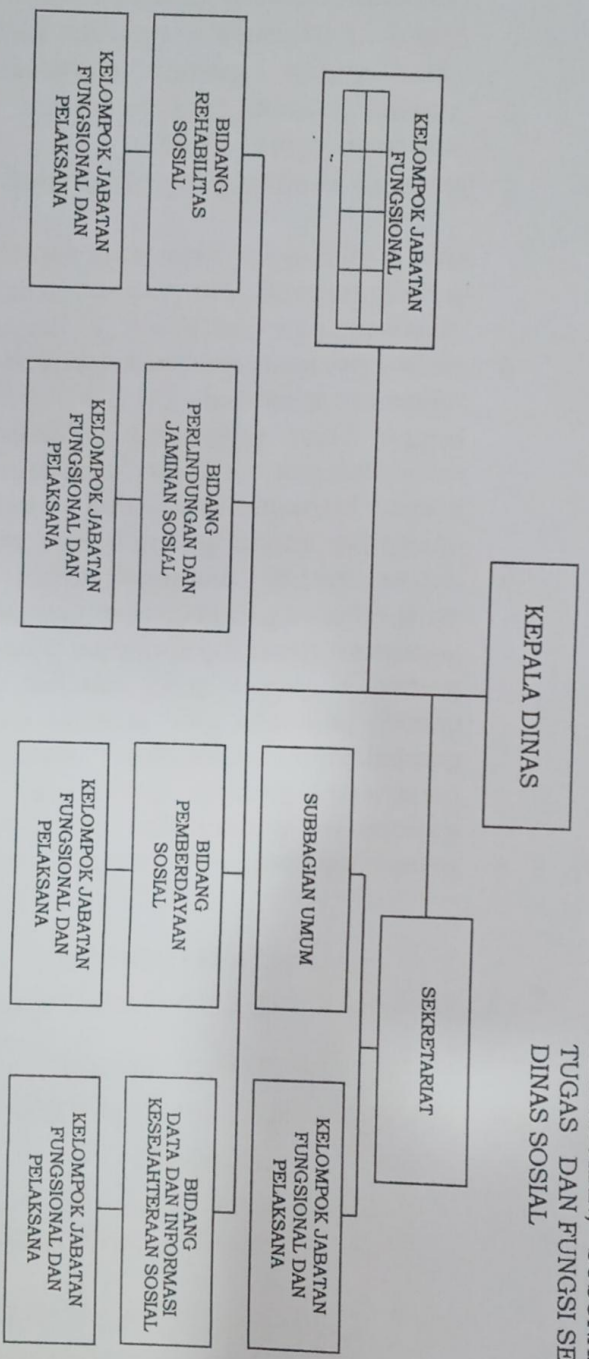 TUGAS DAN FUNGSI
DINAS SOSIAL
KEPALA DINAS
SEKRETARIAT
KELOMPOK JABATAN
FUNGSIONAL
SUBBAGIAN UMUM
KELOMPOK JABATAN
FUNGSIONAL DAN
PELAKSANA
BIDANG
REHABILITAS
SOSIAL
BIDANG
PERLINDUNGAN DAN
JAMINAN SOSIAL
BIDANG
PEMBERDAYAAN
SOSIAL
BIDANG
DATA DAN INFORMASI
KESEJAHTERAAN SOSIAL
KELOMPOK JABATAN
FUNGSIONAL DAN
PELAKSANA
KELOMPOK JABATAN
FUNGSIONAL DAN
PELAKSANA
KELOMPOK JABATAN
FUNGSIONAL DAN
PELAKSANA
KELOMPOK JABATAN
FUNGSIONAL DAN
PELAKSANA